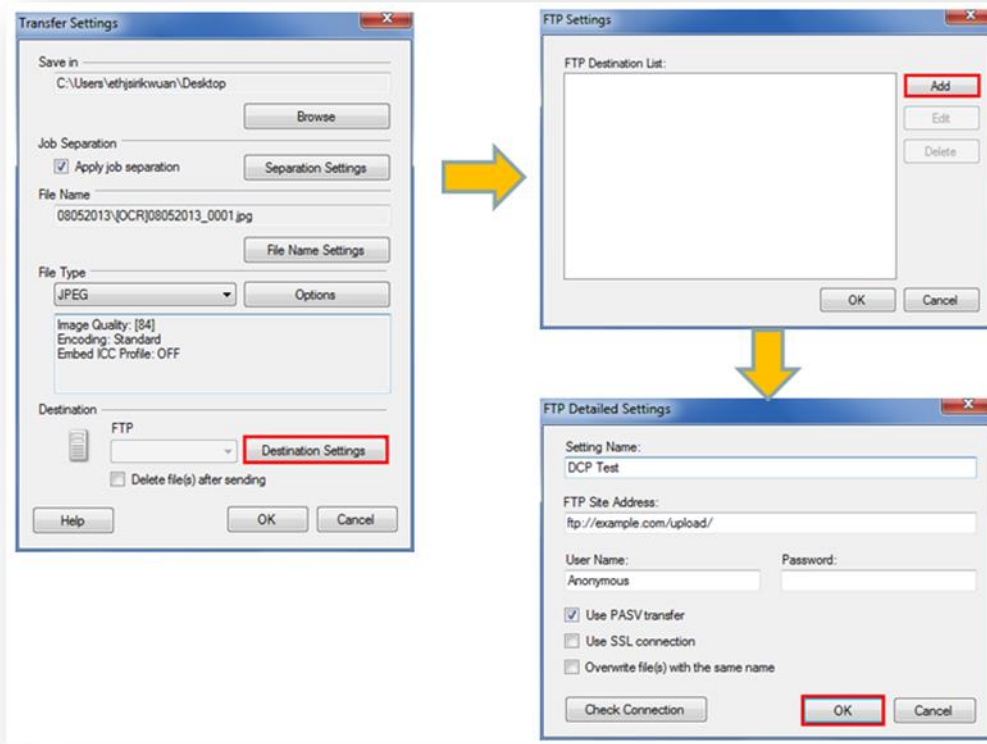 Transfer Settings
Save in
C:\Users\ethjsirikwuan\Desktop
Browse
Job Separation
Apply job separation
Separation Settings
File Name
08052013\[OCR]08052013_0001.jpg
File Name Settings
File Type
JPEG
Options
Image Quality: [84]
Encoding: Standard
Embed ICC Profile: OFF
Destination
FTP
Destination Settings
Delete file(s) after sending
Help
OK
Cancel
FTP Settings
FTP Destination List:
Add
Edit
Delete
OK
Cancel
FTP Detailed Settings
Setting Name:
DCP Test
FTP Site Address:
ftp://example.com/upload/
User Name:
Password:
Anonymous
Use PASV transfer
Use SSL connection
Overwrite file(s) with the same name
Check Connection
OK
Cancel